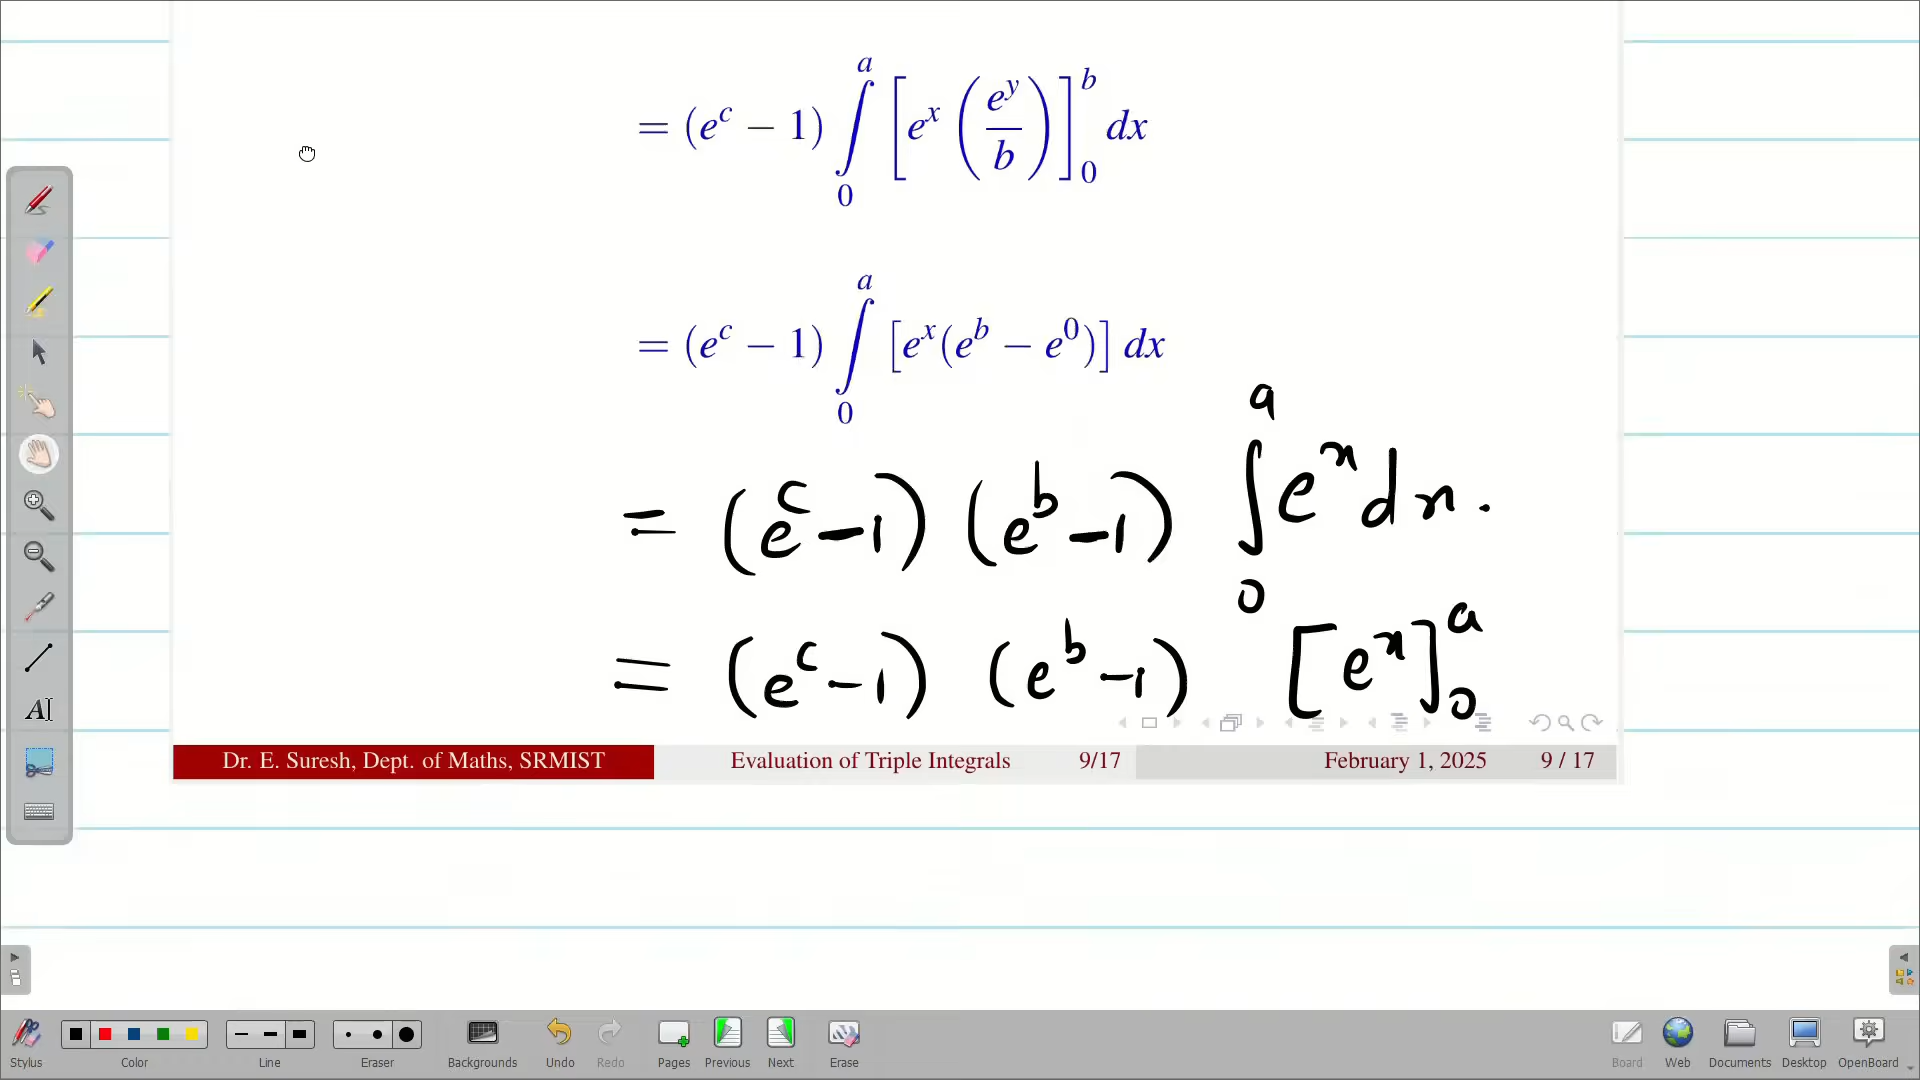 = (e^c − 1) ∫_0^a [e^x (e^y / b)]_0^b dx
= (e^c − 1) ∫_0^a [e^x(e^b − e^0)] dx
= (e^c − 1) (e^b − 1) ∫_0^a e^x dx.
= (e^c − 1) (e^b − 1) [e^x]_0^a
Dr. E. Suresh, Dept. of Maths, SRMIST Evaluation of Triple Integrals 9/17 February 1, 2025 9 / 17
Stylus Color Line Eraser Backgrounds Undo Redo Pages Previous Next Erase Board Web Documents Desktop OpenBoard